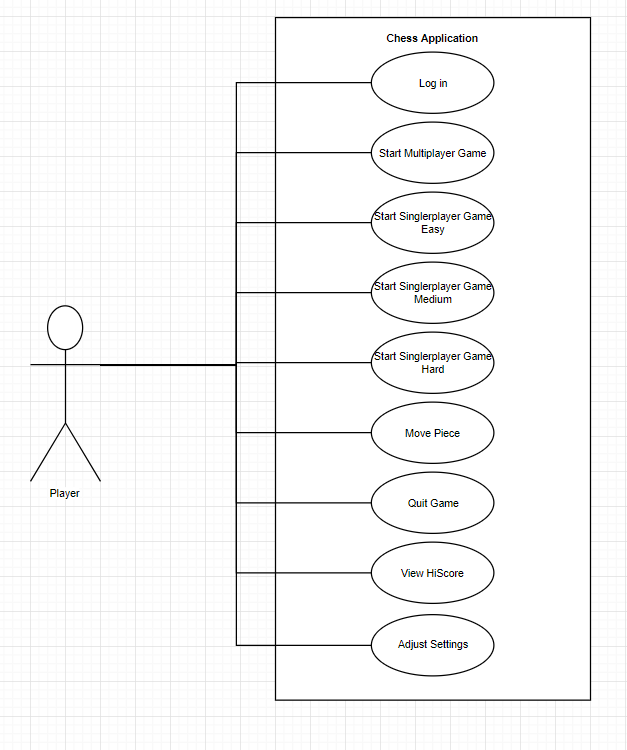 Chess Application
Log in
Start Multiplayer Game
Start Singlerplayer Game
Easy
Start Singlerplayer Game
Medium
Start Singlerplayer Game
Hard
Move Piece
Player
Quit Game
View HiScore
Adjust Settings